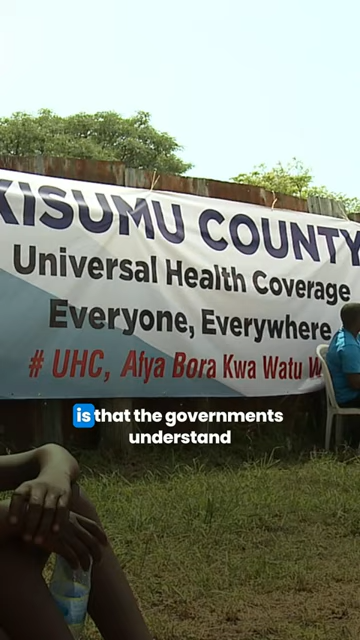 KISUMU COUNTY
Universal Health Coverage
Everyone, Everywhere
# UHC, Afya Bora Kwa Watu
is that the governments
understand